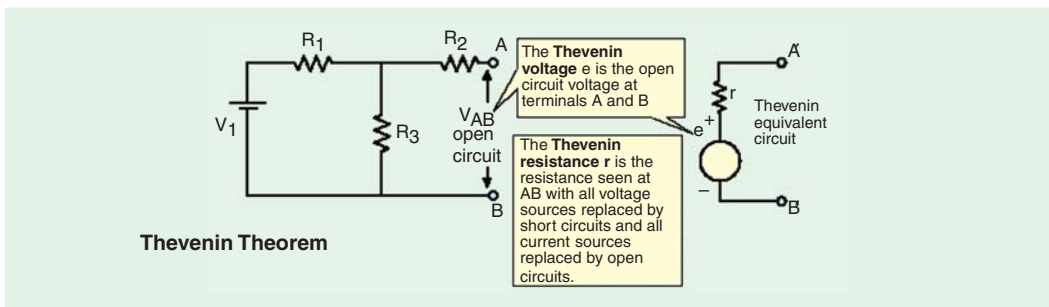 R1
R2
A
V1
R3
VAB
open
circuit
B
The Thevenin
voltage e is the open
circuit voltage at
terminals A and B
The Thevenin
resistance r is the
resistance seen at
AB with all voltage
sources replaced by
short circuits and all
current sources
replaced by open
circuits.
A′
r
e
+
–
Thevenin
equivalent
circuit
B′
Thevenin Theorem